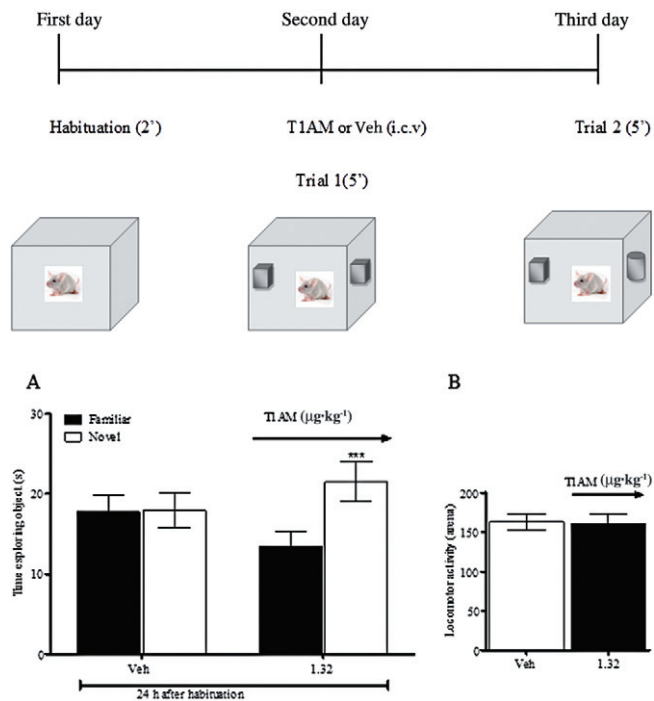 First day Second day Third day
Habituation (2’) T1AM or Veh (i.c.v) Trial 2 (5’)
Trial 1(5’)
A
30
20
10
0
Time exploring object (s)
Familiar
Novel
T1AM (µg·kg⁻¹)
***
Veh 1.32
24 h after habituation
B
T1AM (µg·kg⁻¹)
200
150
100
50
0
Locomotor activity (arena)
Veh 1.32